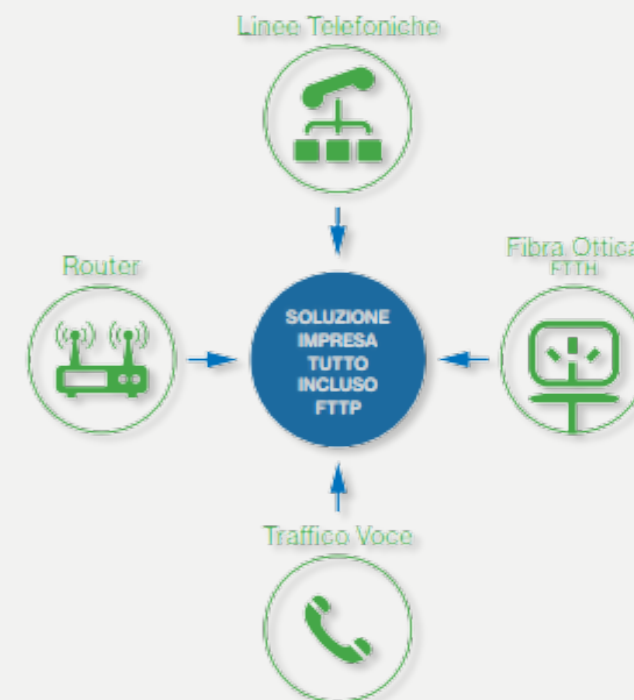 Linee Telefoniche
Router
Fibra Ottica
FTTH
SOLUZIONE
IMPRESA
TUTTO
INCLUSO
FTTP
Traffico Voce